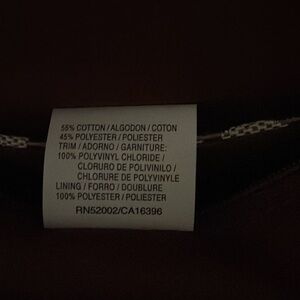 55% COTTON / ALGODON / COTON
45% POLYESTER / POLIESTER
TRIM / ADORNO / GARNITURE:
100% POLYVINYL CHLORIDE /
CLORURO DE POLIVINILO /
CHLORURE DE POLYVINYLE
LINING / FORRO / DOUBLURE
100% POLYESTER / POLIESTER
RN52002/CA16396